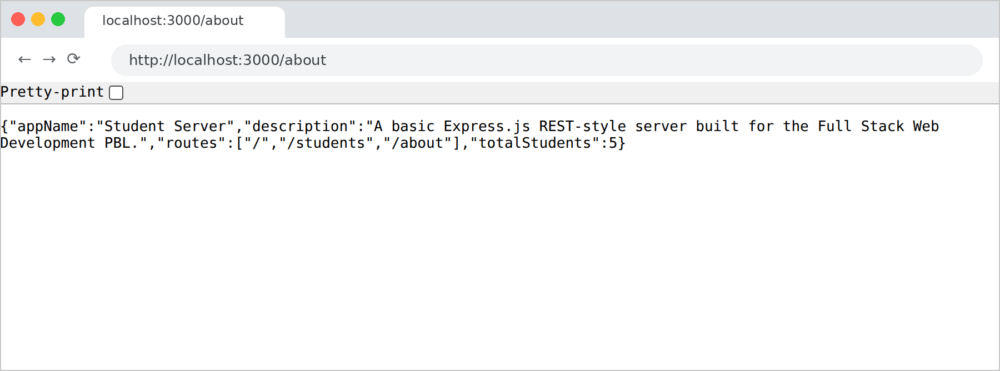 localhost:3000/about
← → ⟳ http://localhost:3000/about
Pretty-print
{"appName":"Student Server","description":"A basic Express.js REST-style server built for the Full Stack Web
Development PBL.","routes":["/","/students","/about"],"totalStudents":5}